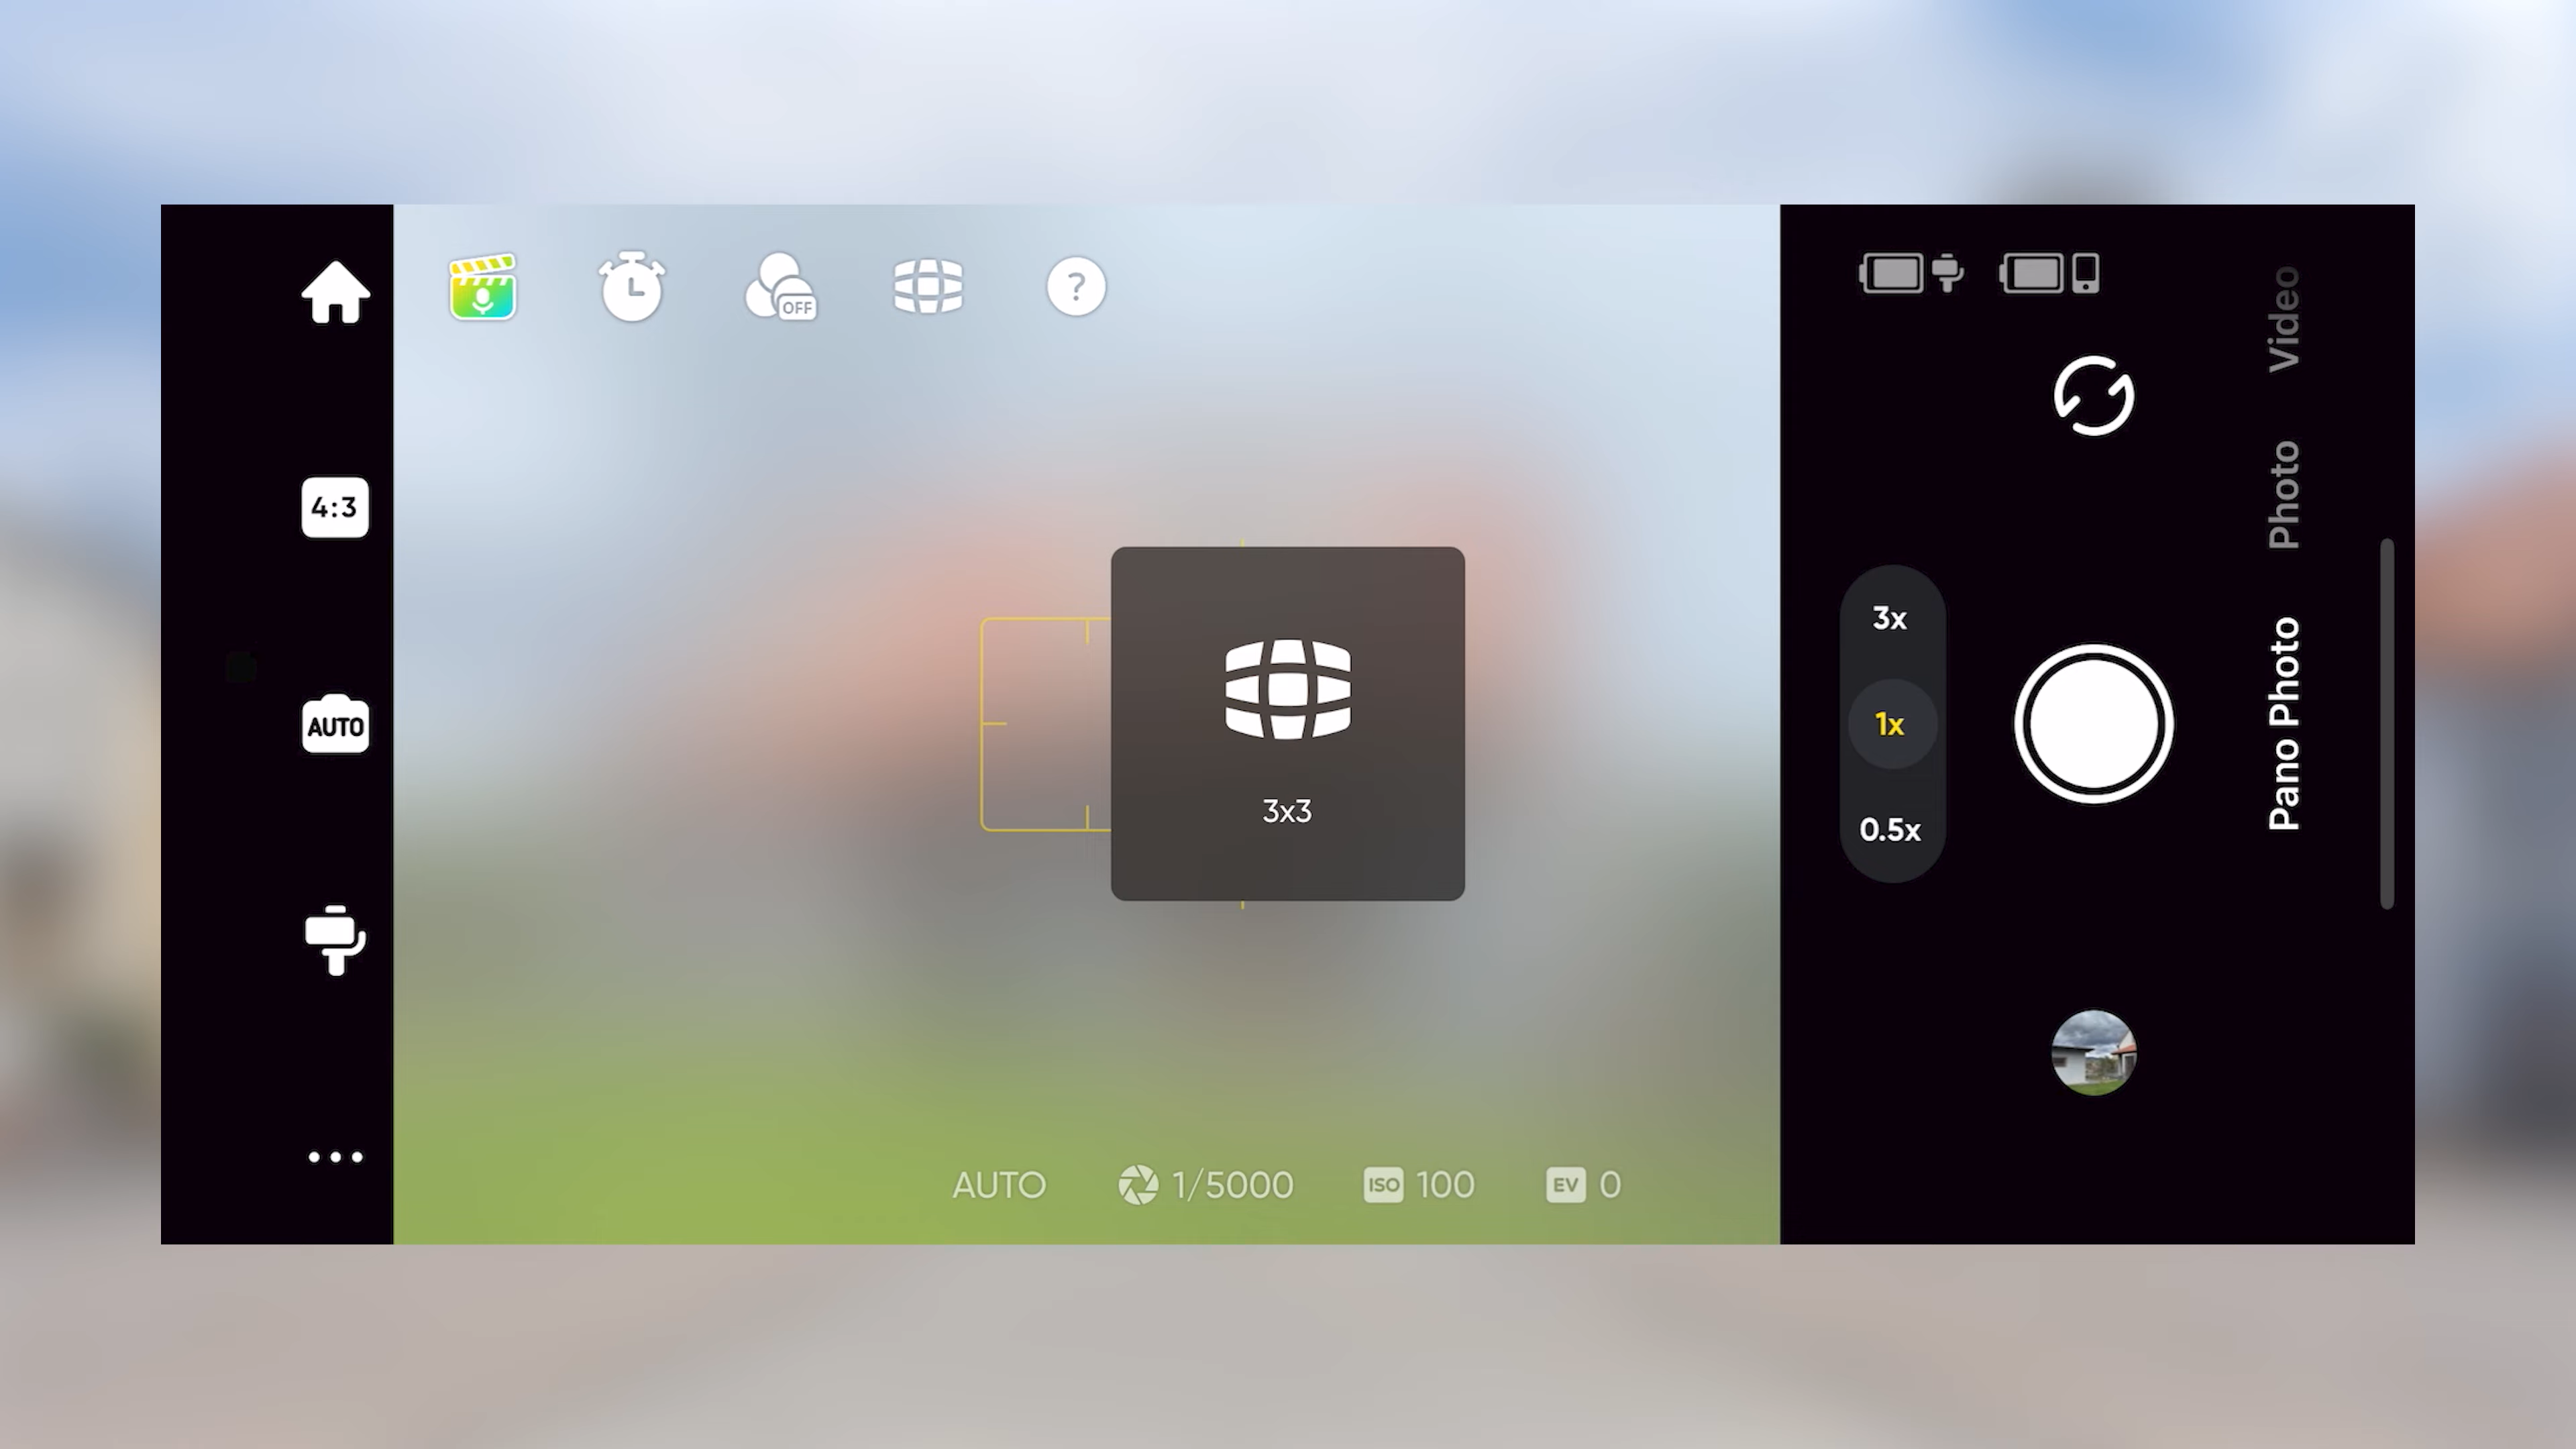 OFF
?
4:3
AUTO
3x3
3x
1x
0.5x
Video
Photo
Pano Photo
AUTO 1/5000 ISO 100 EV 0